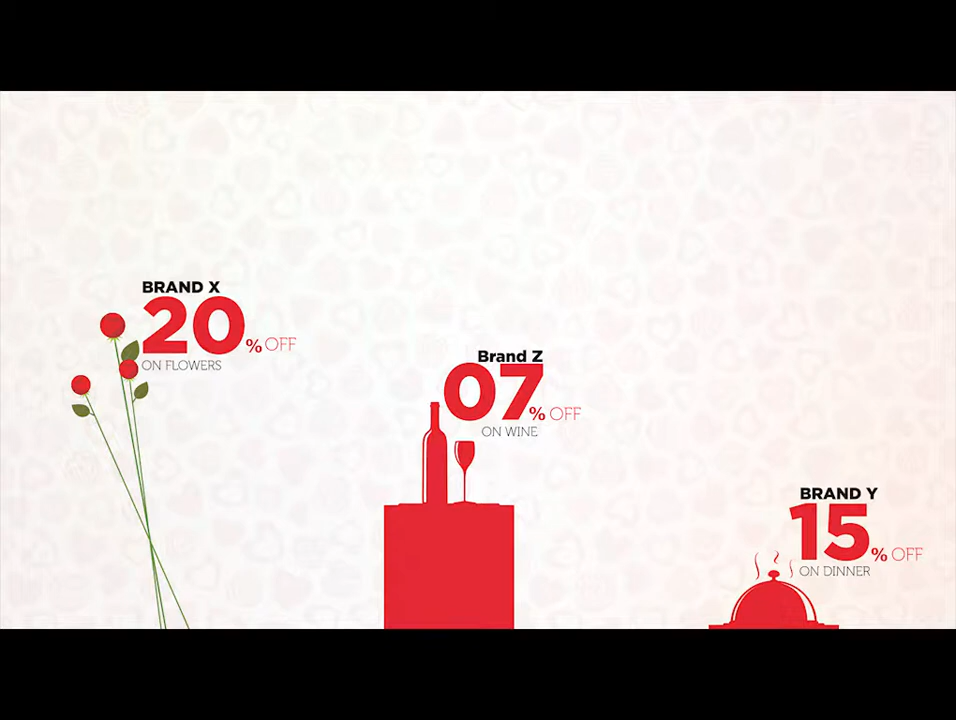 BRAND X
20% OFF
ON FLOWERS
Brand Z
07% OFF
ON WINE
BRAND Y
15% OFF
ON DINNER